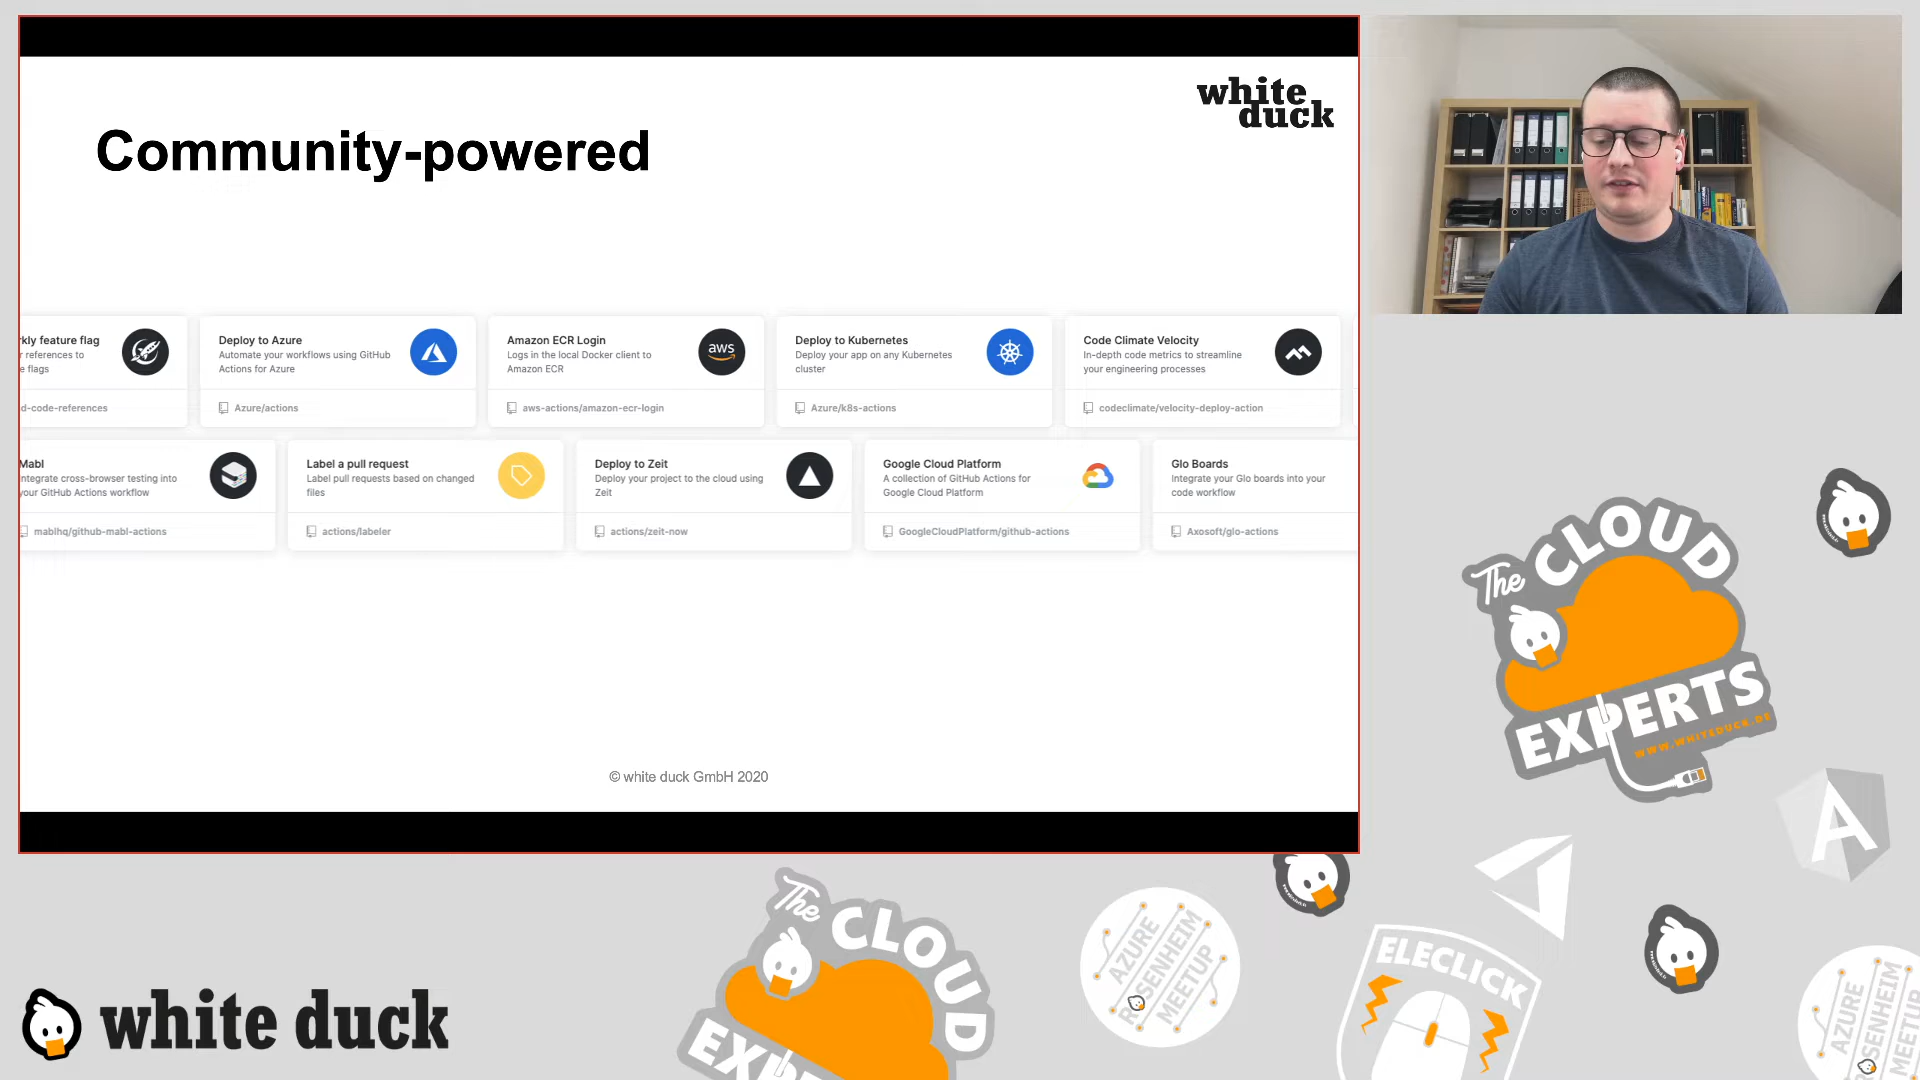 white
duck
Community-powered
rkly feature flag
r references to
e flags
d-code-references
Deploy to Azure
Automate your workflows using GitHub
Actions for Azure
Azure/actions
Amazon ECR Login
Logs in the local Docker client to
Amazon ECR
aws
aws-actions/amazon-ecr-login
Deploy to Kubernetes
Deploy your app on any Kubernetes
cluster
Azure/k8s-actions
Code Climate Velocity
In-depth code metrics to streamline
your engineering processes
codeclimate/velocity-deploy-action
Mabl
ntegrate cross-browser testing into
your GitHub Actions workflow
mablhq/github-mabl-actions
Label a pull request
Label pull requests based on changed
files
actions/labeler
Deploy to Zeit
Deploy your project to the cloud using
Zeit
actions/zeit-now
Google Cloud Platform
A collection of GitHub Actions for
Google Cloud Platform
GoogleCloudPlatform/github-actions
Glo Boards
Integrate your Glo boards into your
code workflow
Axosoft/glo-actions
© white duck GmbH 2020
The
CLOUD
EXPERTS
WWW.WHITEDUCK.DE
A
The
CLOUD
EXP
AZURE
ROSENHEIM
MEETUP
ELECLICK
AZURE
OSENHEIM
MEETUP
white duck